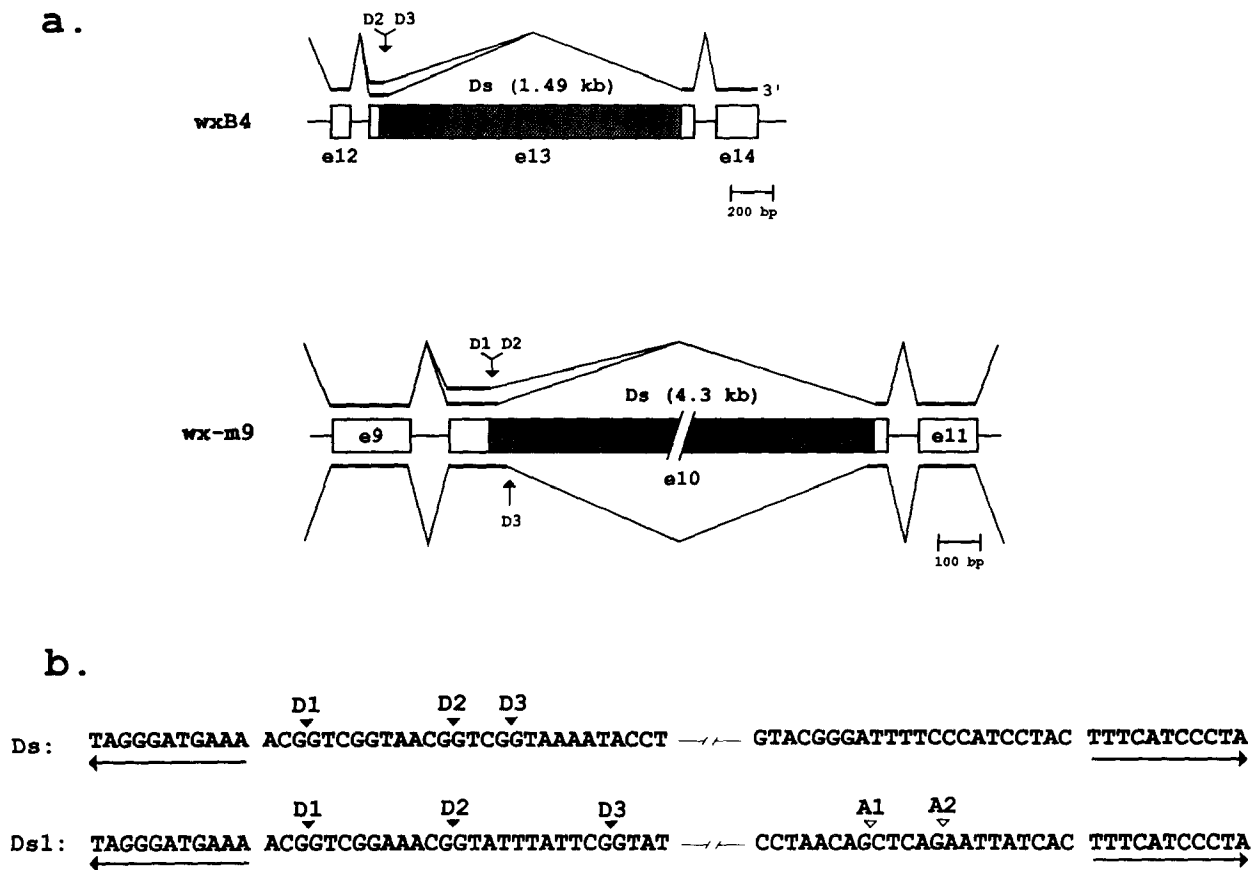 a.
D2 D3
Ds (1.49 kb)
3'
wxB4
e12
e13
e14
200 bp
D1 D2
Ds (4.3 kb)
wx-m9
e9
e11
e10
D3
100 bp
b.
D1 D2 D3
Ds: TAGGGATGAAA ACGGTCGGTAACGGTCGGTAAAATACCT GTACGGGATTTTCCCATCCTAC TTTCATCCCTA
D1 D2 D3 A1 A2
Ds1: TAGGGATGAAA ACGGTCGGAAACGGTATTTATTCGGTAT CCTAACAGCTCAGAATTATCAC TTTCATCCCTA